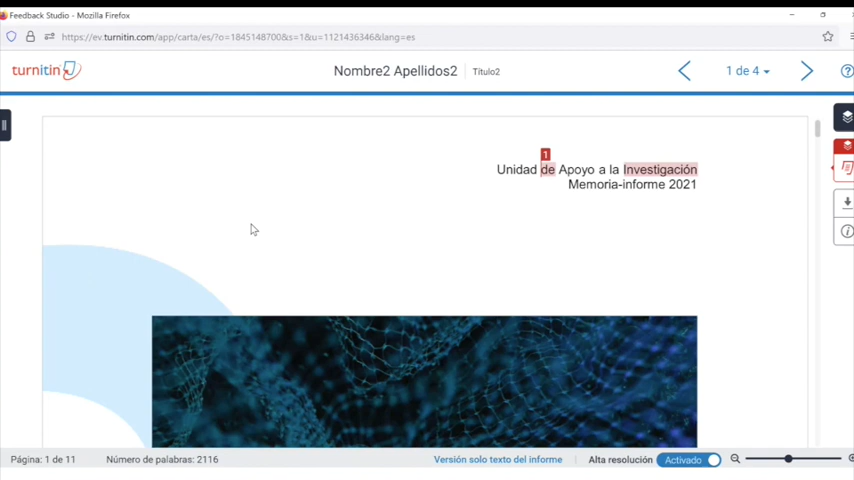 Feedback Studio - Mozilla Firefox
https://ev.turnitin.com/app/carta/es/?o=1845148700&s=1&u=1121436346&lang=es
turnitin
Nombre2 Apellidos2
Título2
1 de 4
1
Unidad de Apoyo a la Investigación
Memoria-informe 2021
Página: 1 de 11
Número de palabras: 2116
Versión solo texto del informe
Alta resolución
Activado